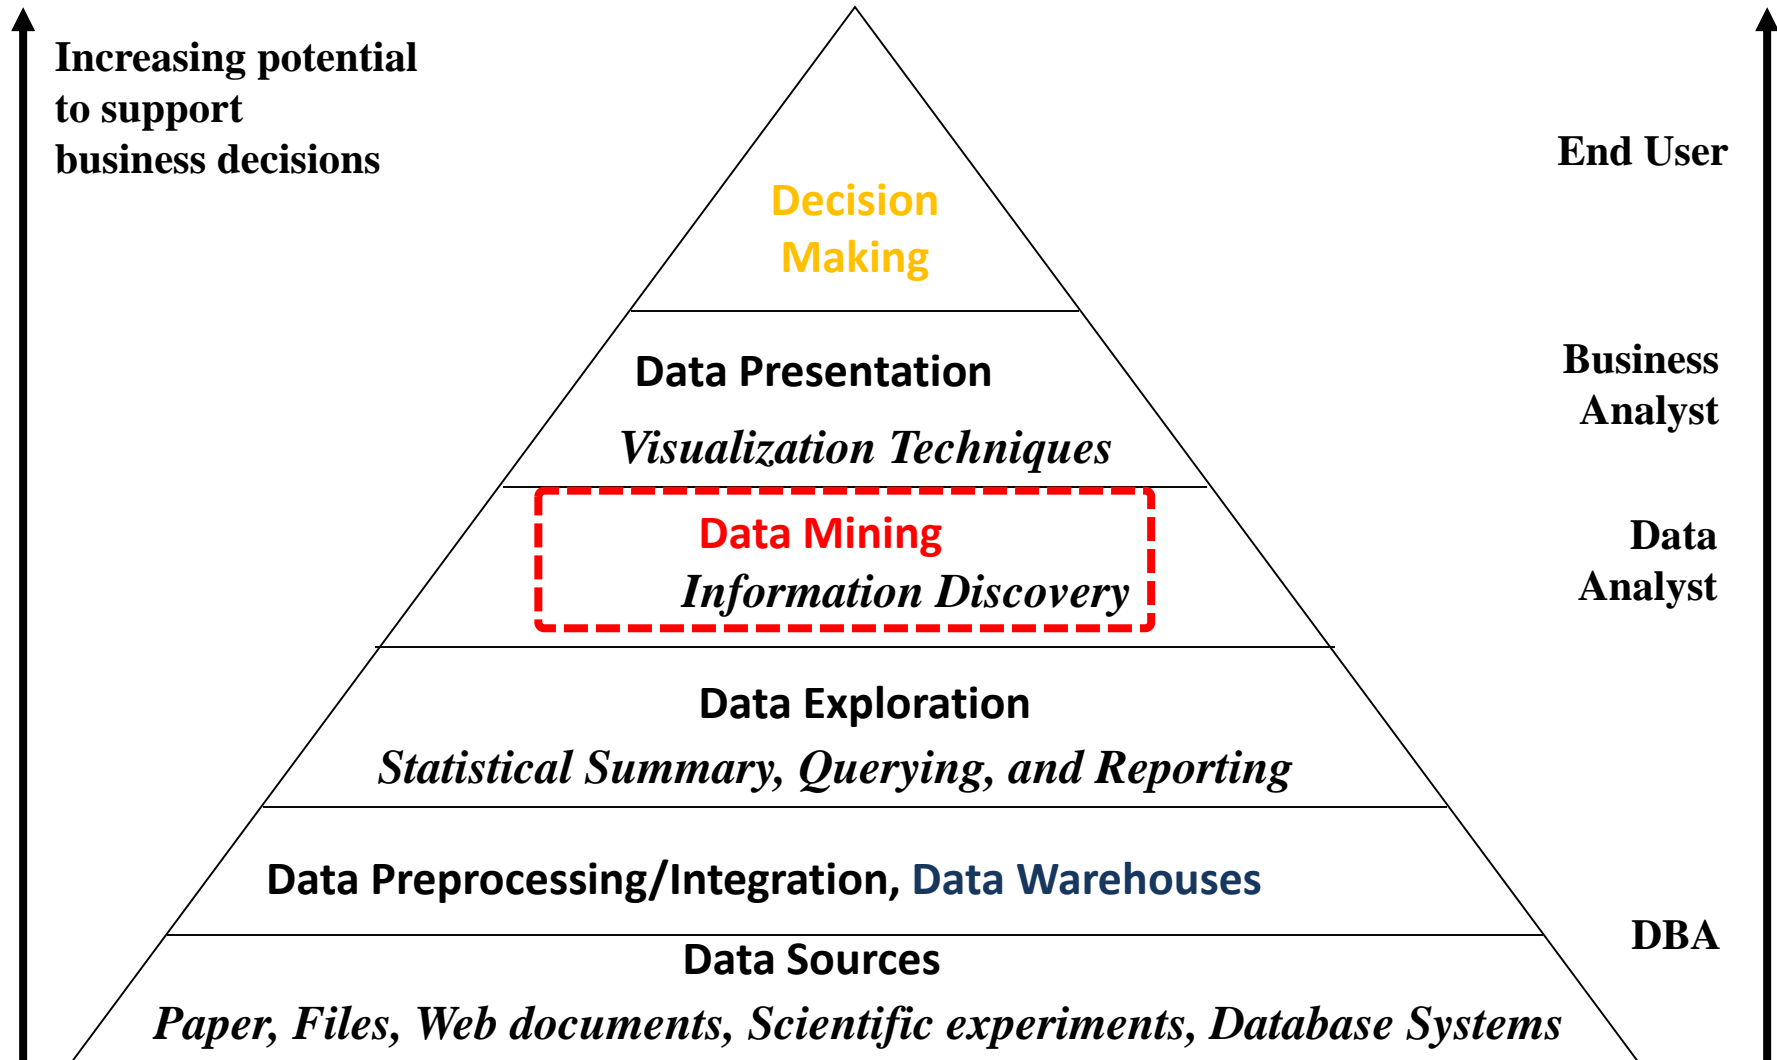 Increasing potential
to support
business decisions
End User
Decision
Making
Data Presentation
Visualization Techniques
Business
Analyst
Data Mining
Information Discovery
Data
Analyst
Data Exploration
Statistical Summary, Querying, and Reporting
Data Preprocessing/Integration, Data Warehouses
DBA
Data Sources
Paper, Files, Web documents, Scientific experiments, Database Systems